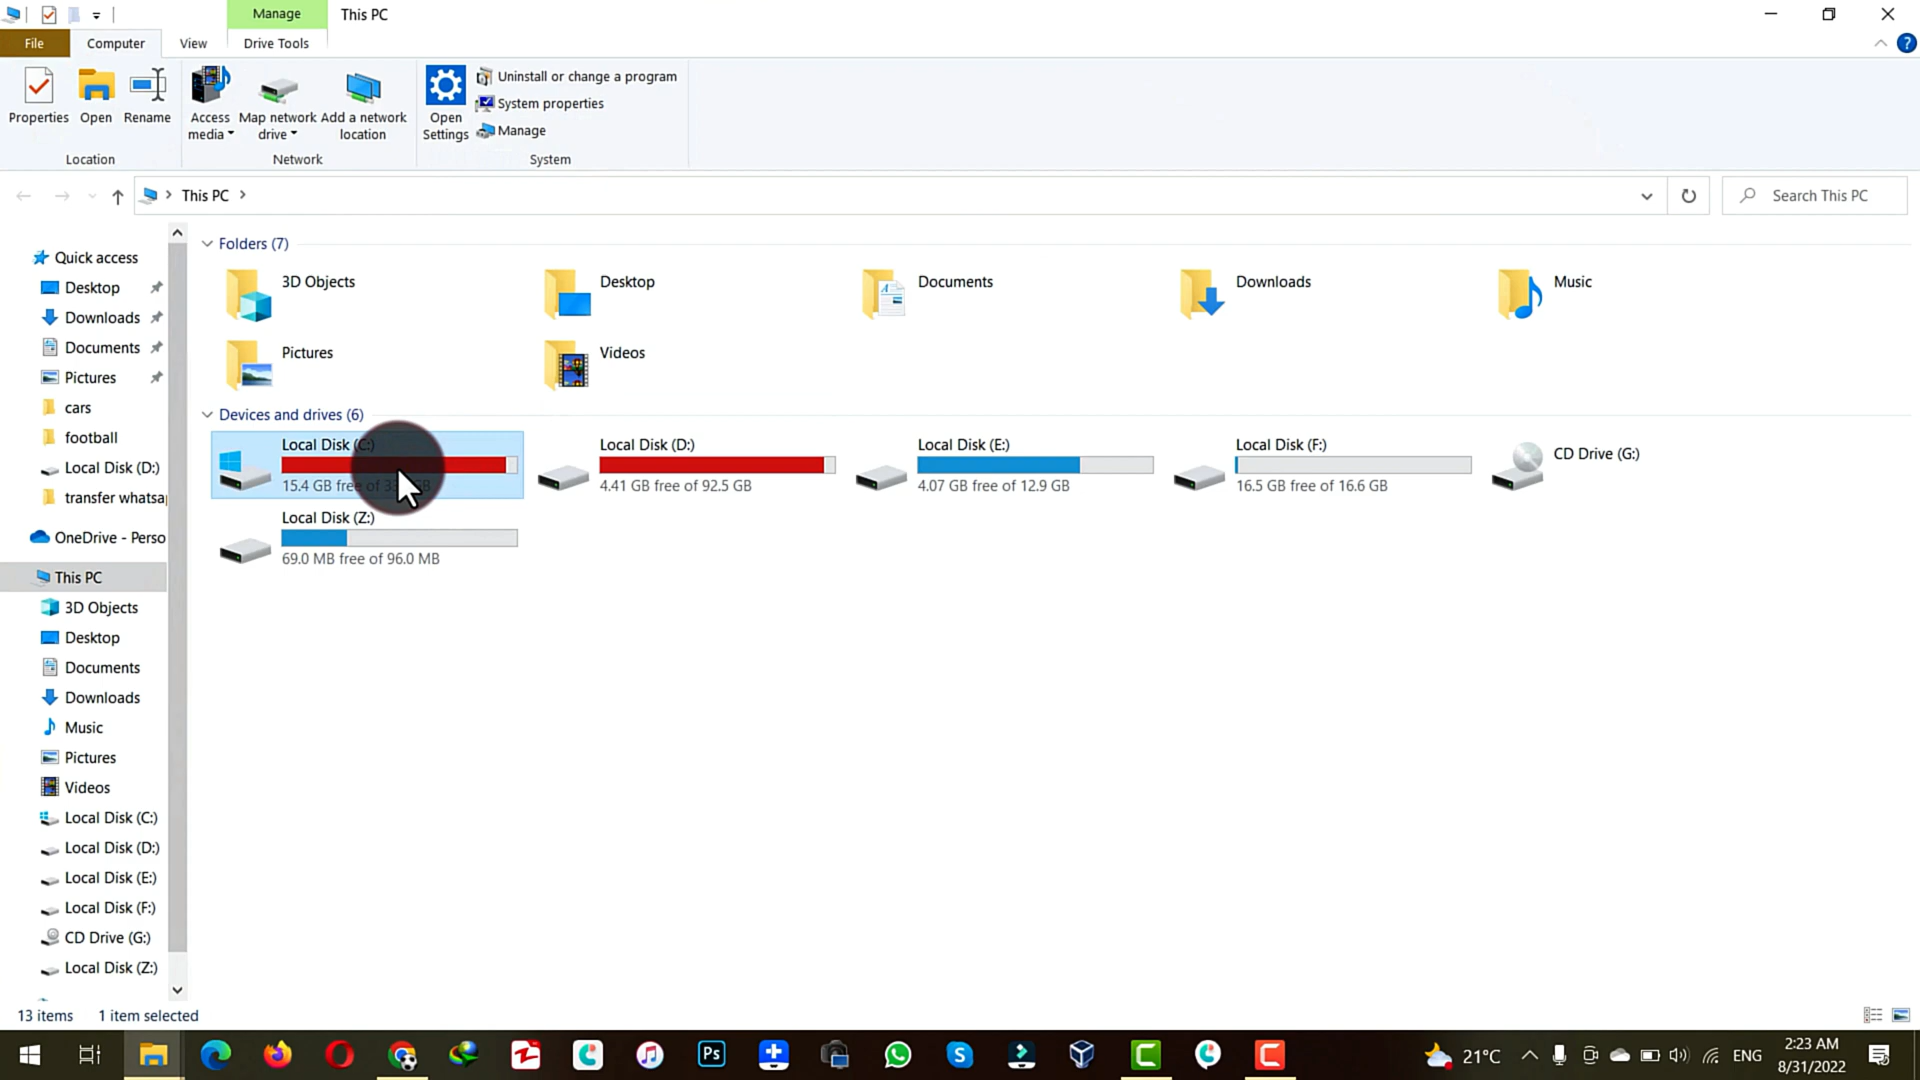 Manage
This PC
File
Computer
View
Drive Tools
Properties
Open
Rename
Access media
Map network drive
Add a network location
Open Settings
Uninstall or change a program
System properties
Manage
Location
Network
System
This PC
Search This PC
Quick access
Desktop
Downloads
Documents
Pictures
cars
football
Local Disk (D:)
transfer whatsa
OneDrive - Perso
This PC
3D Objects
Desktop
Documents
Downloads
Music
Pictures
Videos
Local Disk (C:)
Local Disk (D:)
Local Disk (E:)
Local Disk (F:)
CD Drive (G:)
Local Disk (Z:)
Folders (7)
3D Objects
Desktop
Documents
Downloads
Music
Pictures
Videos
Devices and drives (6)
Local Disk (C:)
15.4 GB free of
Local Disk (D:)
4.41 GB free of 92.5 GB
Local Disk (E:)
4.07 GB free of 12.9 GB
Local Disk (F:)
16.5 GB free of 16.6 GB
CD Drive (G:)
Local Disk (Z:)
69.0 MB free of 96.0 MB
13 items
1 item selected
Ps
21°C
ENG
2:23 AM
8/31/2022